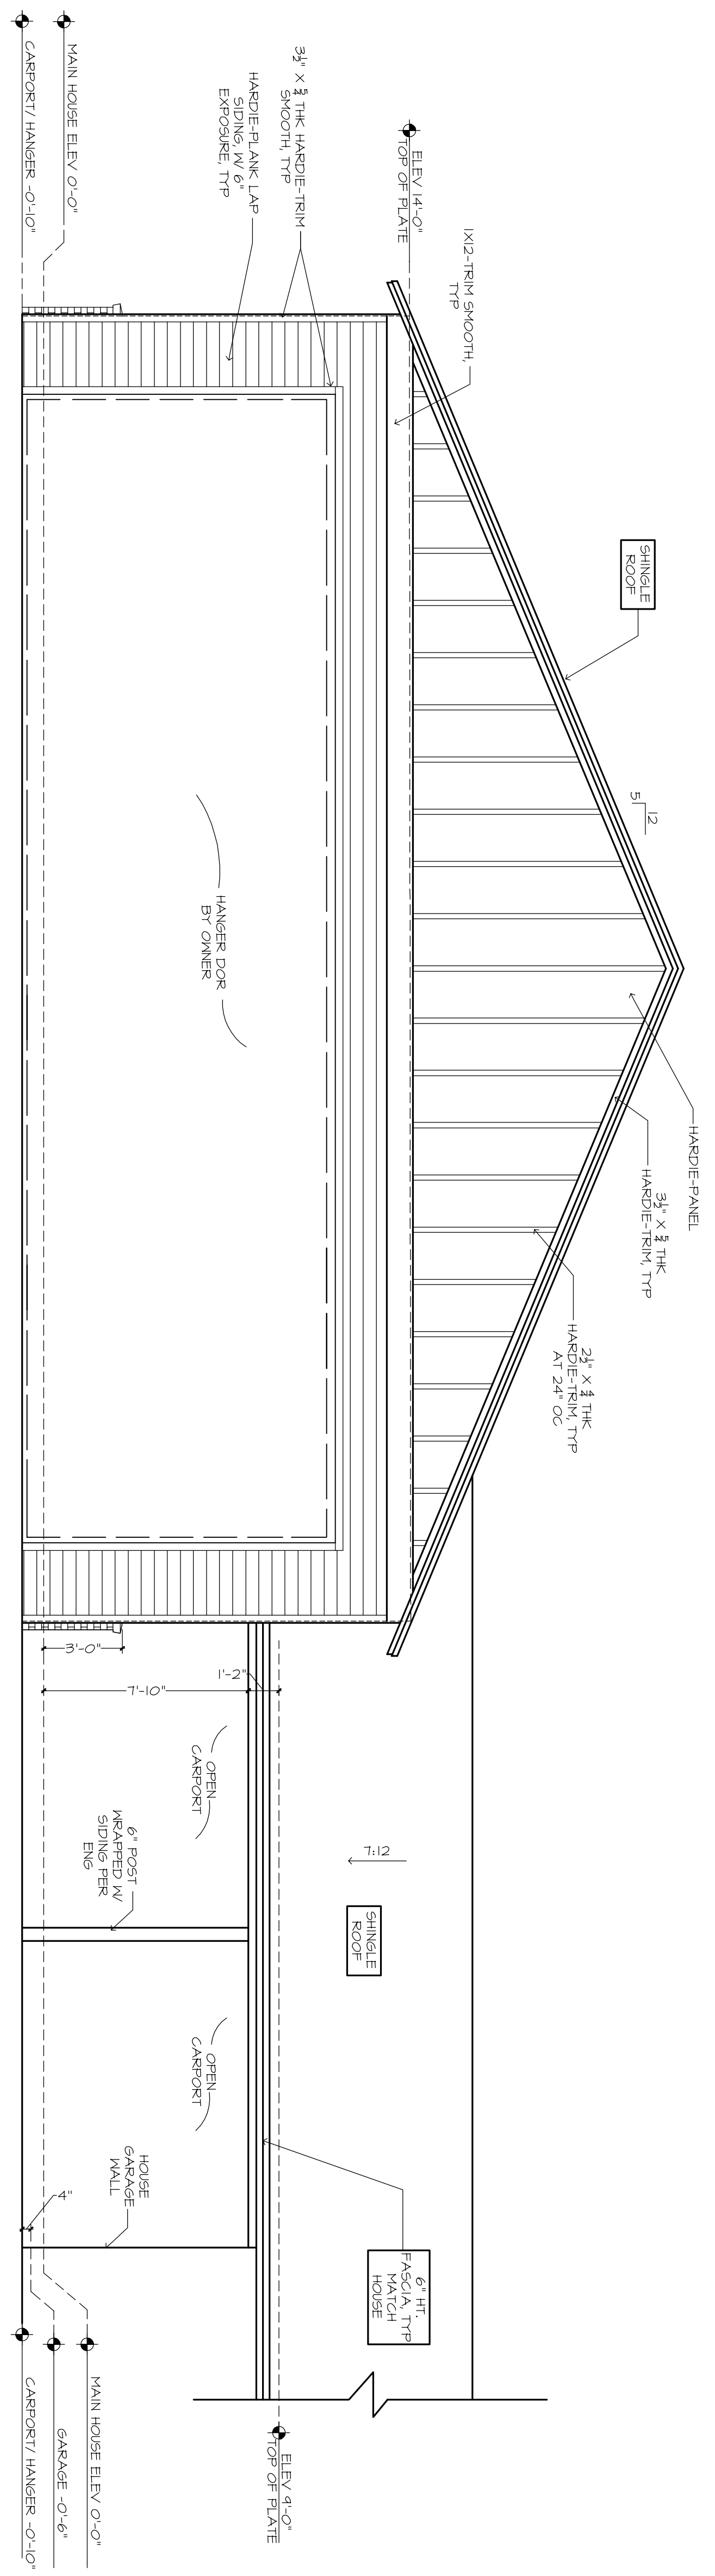 MAIN HOUSE ELEV 0'-0"
CARPORT/ HANGER -0'-10"
ELEV 14'-0"
TOP OF PLATE
3½" X 5/4 THK HARDIE-TRIM
SMOOTH, TYP
HARDIE-PLANK LAP
SIDING, W/ 6"
EXPOSURE, TYP
1X12-TRIM SMOOTH,
TYP
SHINGLE
ROOF
12
5
HANGER DOR
BY OWNER
HARDIE-PANEL
3½" X 5/4 THK
HARDIE-TRIM, TYP
2½" X ¾ THK
HARDIE-TRIM, TYP
AT 24" OC
3'-0"
1'-2"
7'-10"
OPEN
CARPORT
6" POST
WRAPPED W/
SIDING PER
ENG
7:12
SHINGLE
ROOF
OPEN
CARPORT
HOUSE
GARAGE
WALL
4"
6" HT.
FASCIA, TYP
MATCH
HOUSE
ELEV 9'-0"
TOP OF PLATE
MAIN HOUSE ELEV 0'-0"
GARAGE -0'-6"
CARPORT/ HANGER -0'-10"